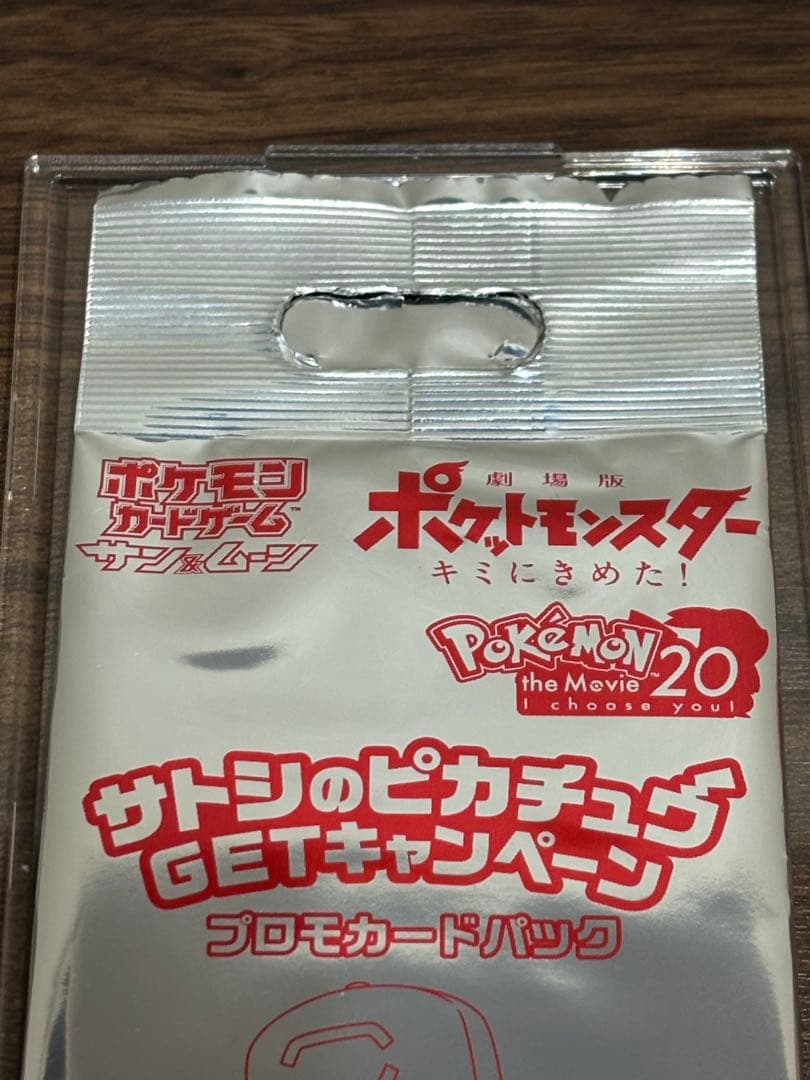 ポケモン
カードゲーム™
サン&ムーン
劇場版
ポケットモンスター
キミにきめた!
POKéMON™
the Movie 20
I choose you!
サトシのピカチュウ
GETキャンペーン
プロモカードパック